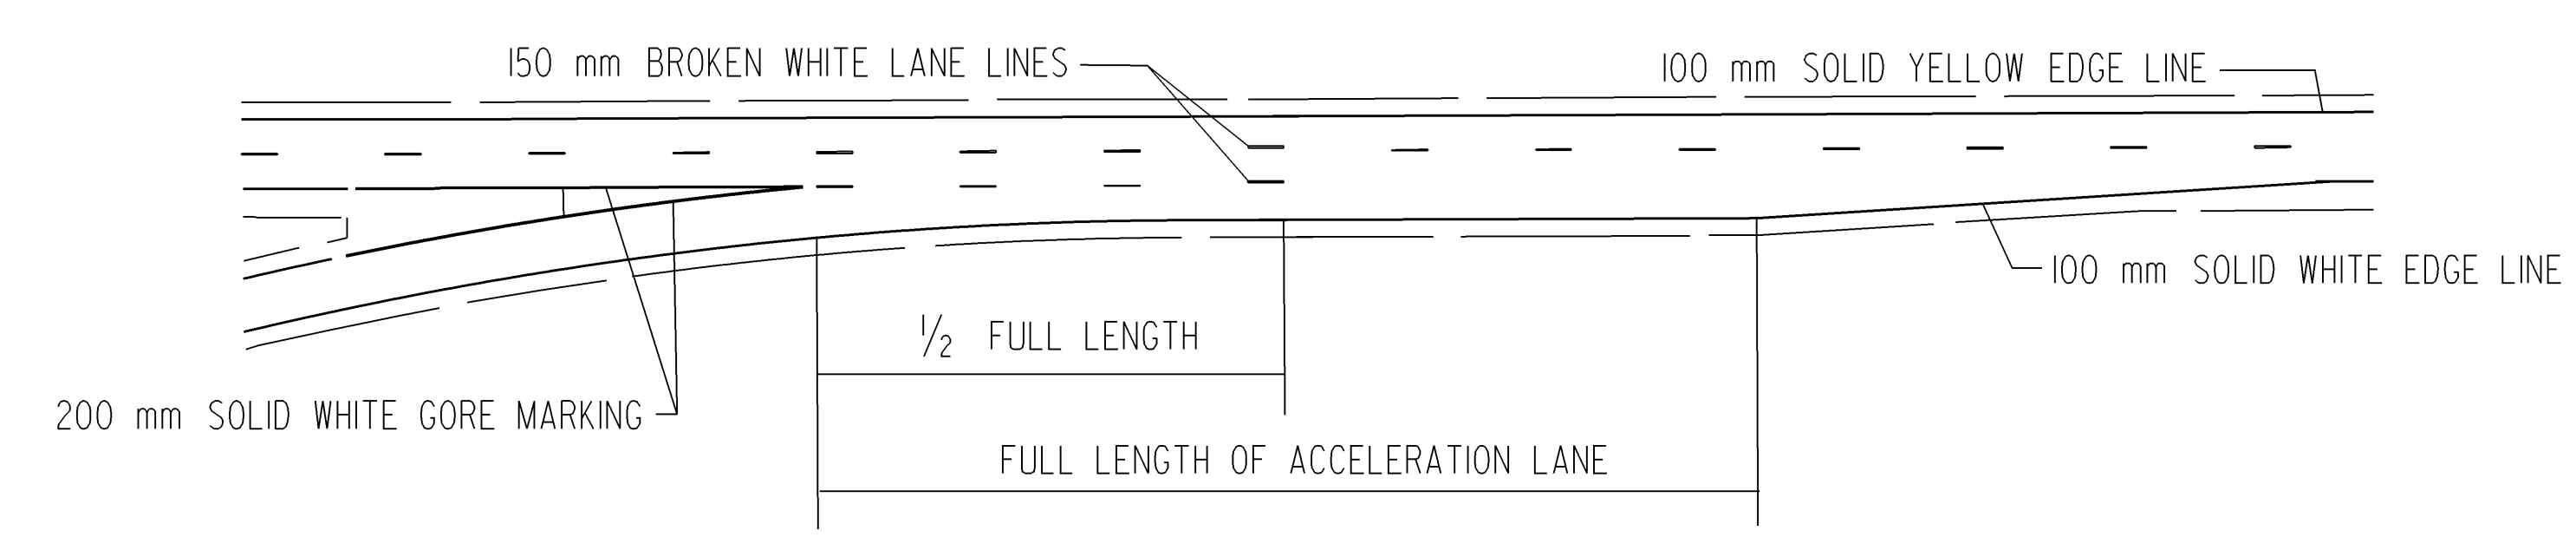 150 mm BROKEN WHITE LANE LINES
100 mm SOLID YELLOW EDGE LINE
100 mm SOLID WHITE EDGE LINE
1/2 FULL LENGTH
200 mm SOLID WHITE GORE MARKING
FULL LENGTH OF ACCELERATION LANE